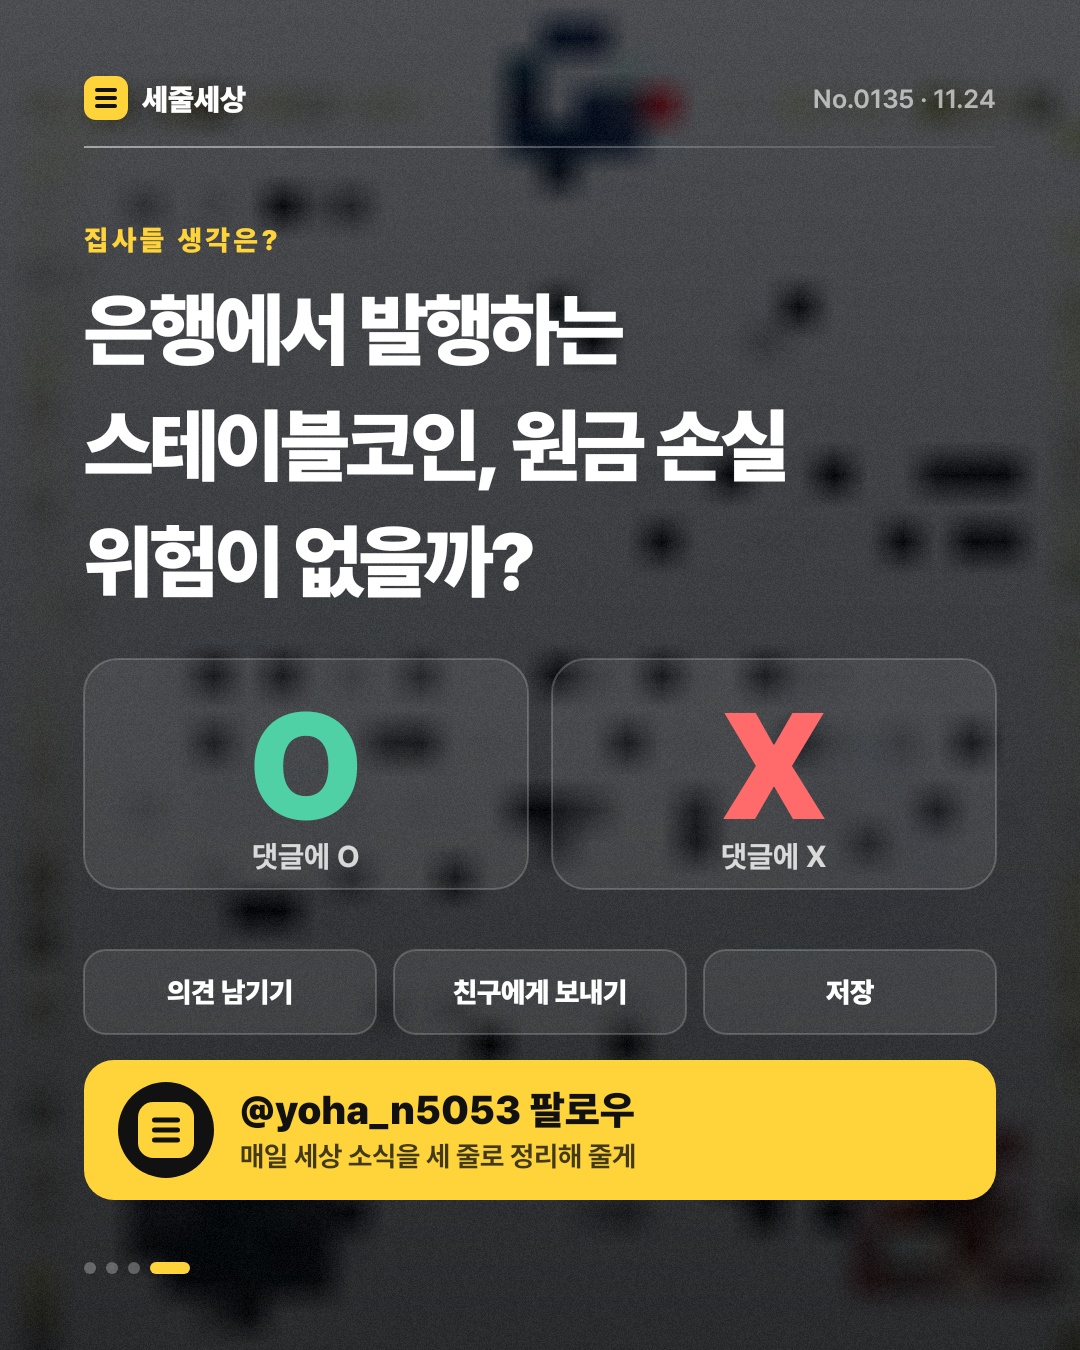 세줄세상
No.0135 · 11.24
집사들 생각은?
은행에서 발행하는
스테이블코인, 원금 손실
위험이 없을까?
O
댓글에 O
X
댓글에 X
의견 남기기
친구에게 보내기
저장
@yoha_n5053 팔로우
매일 세상 소식을 세 줄로 정리해 줄게